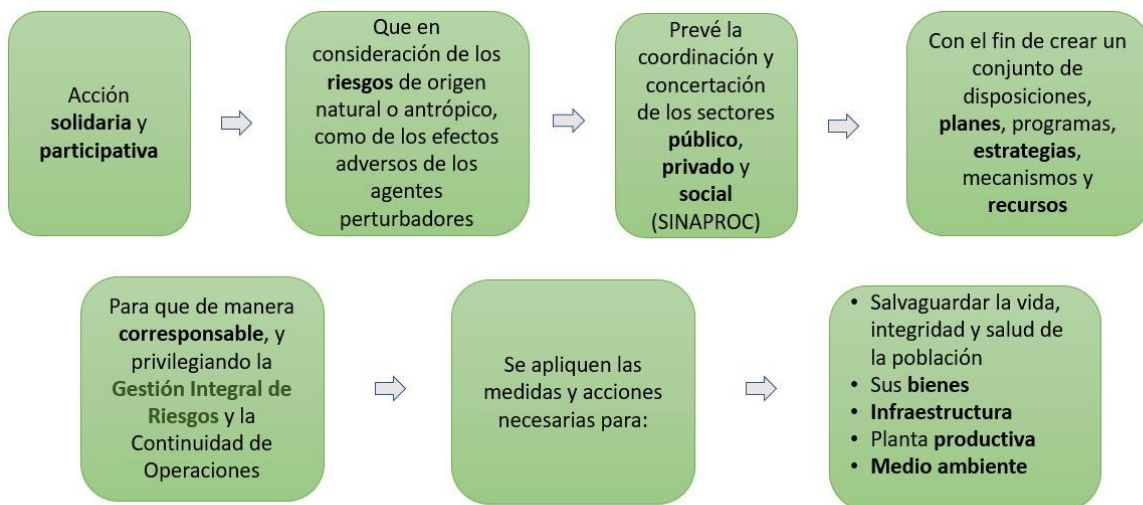 Acción
solidaria y
participativa
Que en
consideración de los
riesgos de origen
natural o antrópico,
como de los efectos
adversos de los
agentes
perturbadores
Prevé la
coordinación y
concertación
de los sectores
público,
privado y
social
(SINAPROC)
Con el fin de crear un
conjunto de
disposiciones,
planes, programas,
estrategias,
mecanismos y
recursos
Para que de manera
corresponsable, y
privilegiando la
Gestión Integral de
Riesgos y la
Continuidad de
Operaciones
Se apliquen las
medidas y acciones
necesarias para:
• Salvaguardar la vida,
integridad y salud de
la población
• Sus bienes
• Infraestructura
• Planta productiva
• Medio ambiente